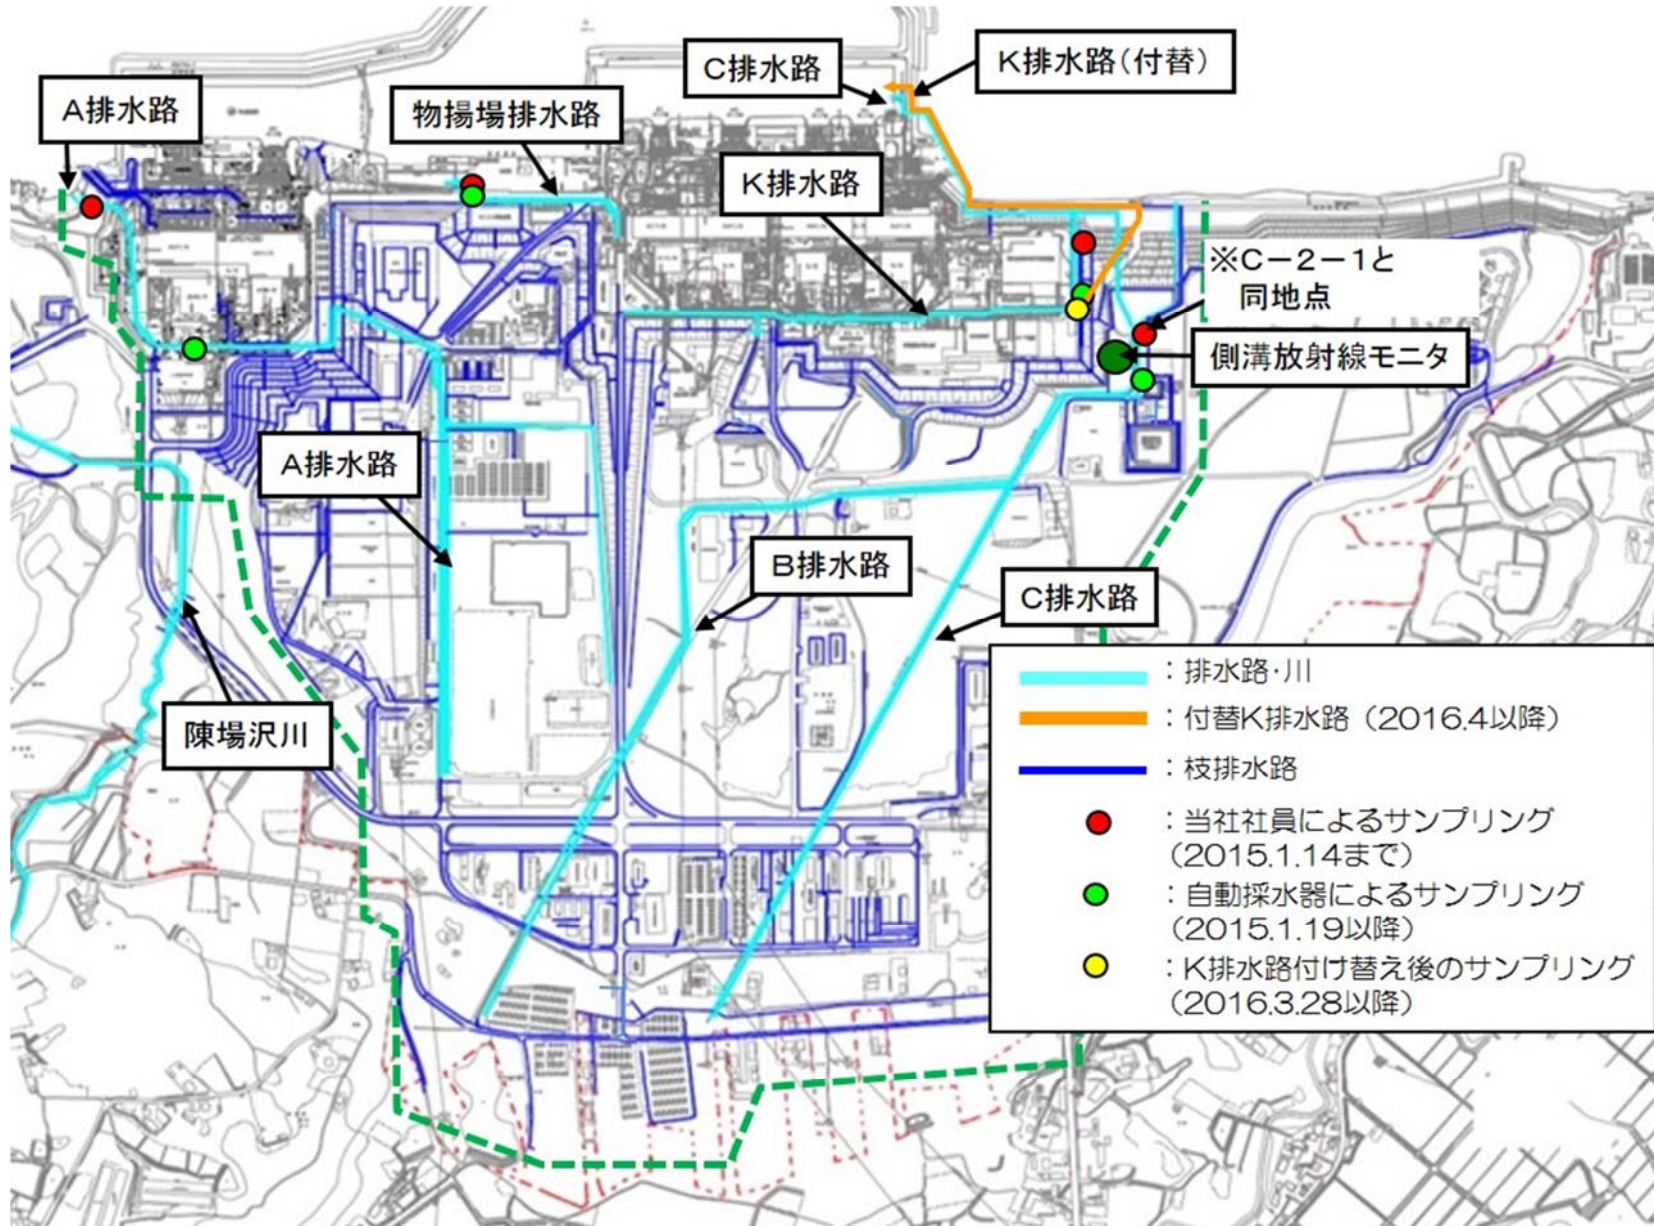 C排水路
K排水路(付替)
A排水路
物揚場排水路
K排水路
※C-2-1と
同地点
側溝放射線モニタ
A排水路
B排水路
C排水路
陳場沢川
:排水路・川
:付替K排水路(2016.4以降)
:枝排水路
:当社社員によるサンプリング
(2015.1.14まで)
:自動採水器によるサンプリング
(2015.1.19以降)
:K排水路付け替え後のサンプリング
(2016.3.28以降)